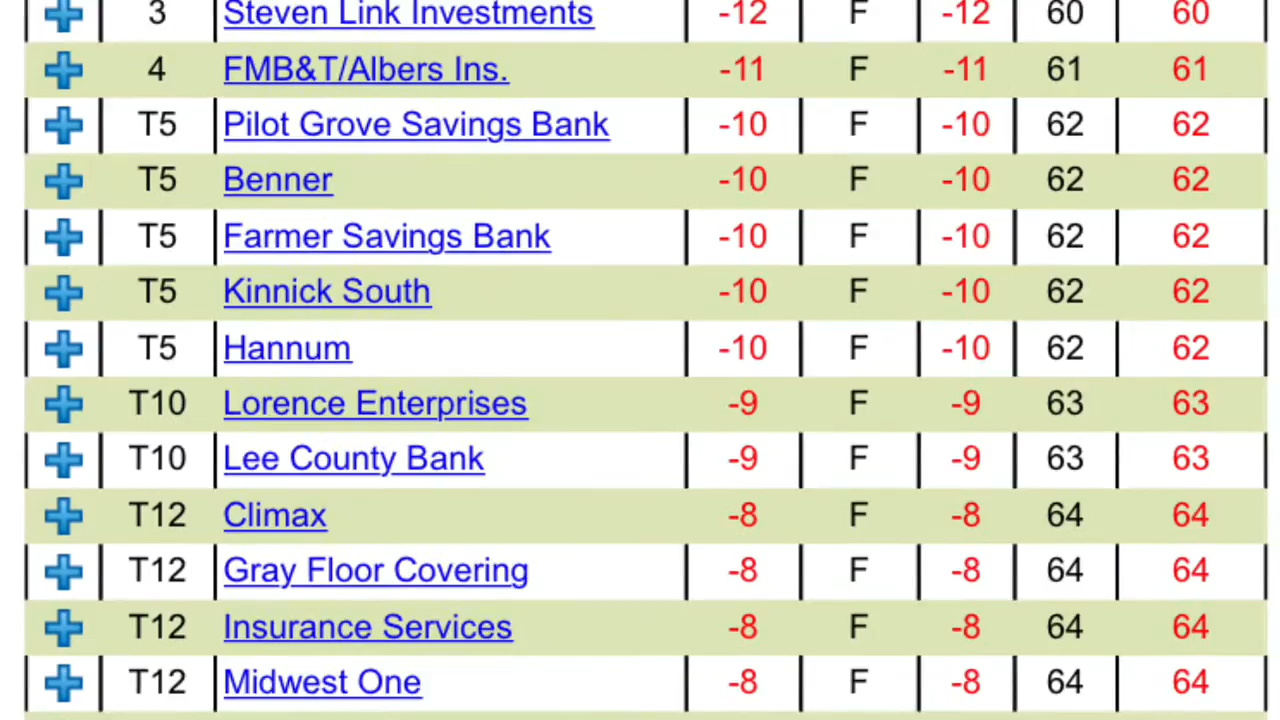 3 Steven Link Investments -12 F -12 60 60
4 FMB&T/Albers Ins. -11 F -11 61 61
T5 Pilot Grove Savings Bank -10 F -10 62 62
T5 Benner -10 F -10 62 62
T5 Farmer Savings Bank -10 F -10 62 62
T5 Kinnick South -10 F -10 62 62
T5 Hannum -10 F -10 62 62
T10 Lorence Enterprises -9 F -9 63 63
T10 Lee County Bank -9 F -9 63 63
T12 Climax -8 F -8 64 64
T12 Gray Floor Covering -8 F -8 64 64
T12 Insurance Services -8 F -8 64 64
T12 Midwest One -8 F -8 64 64